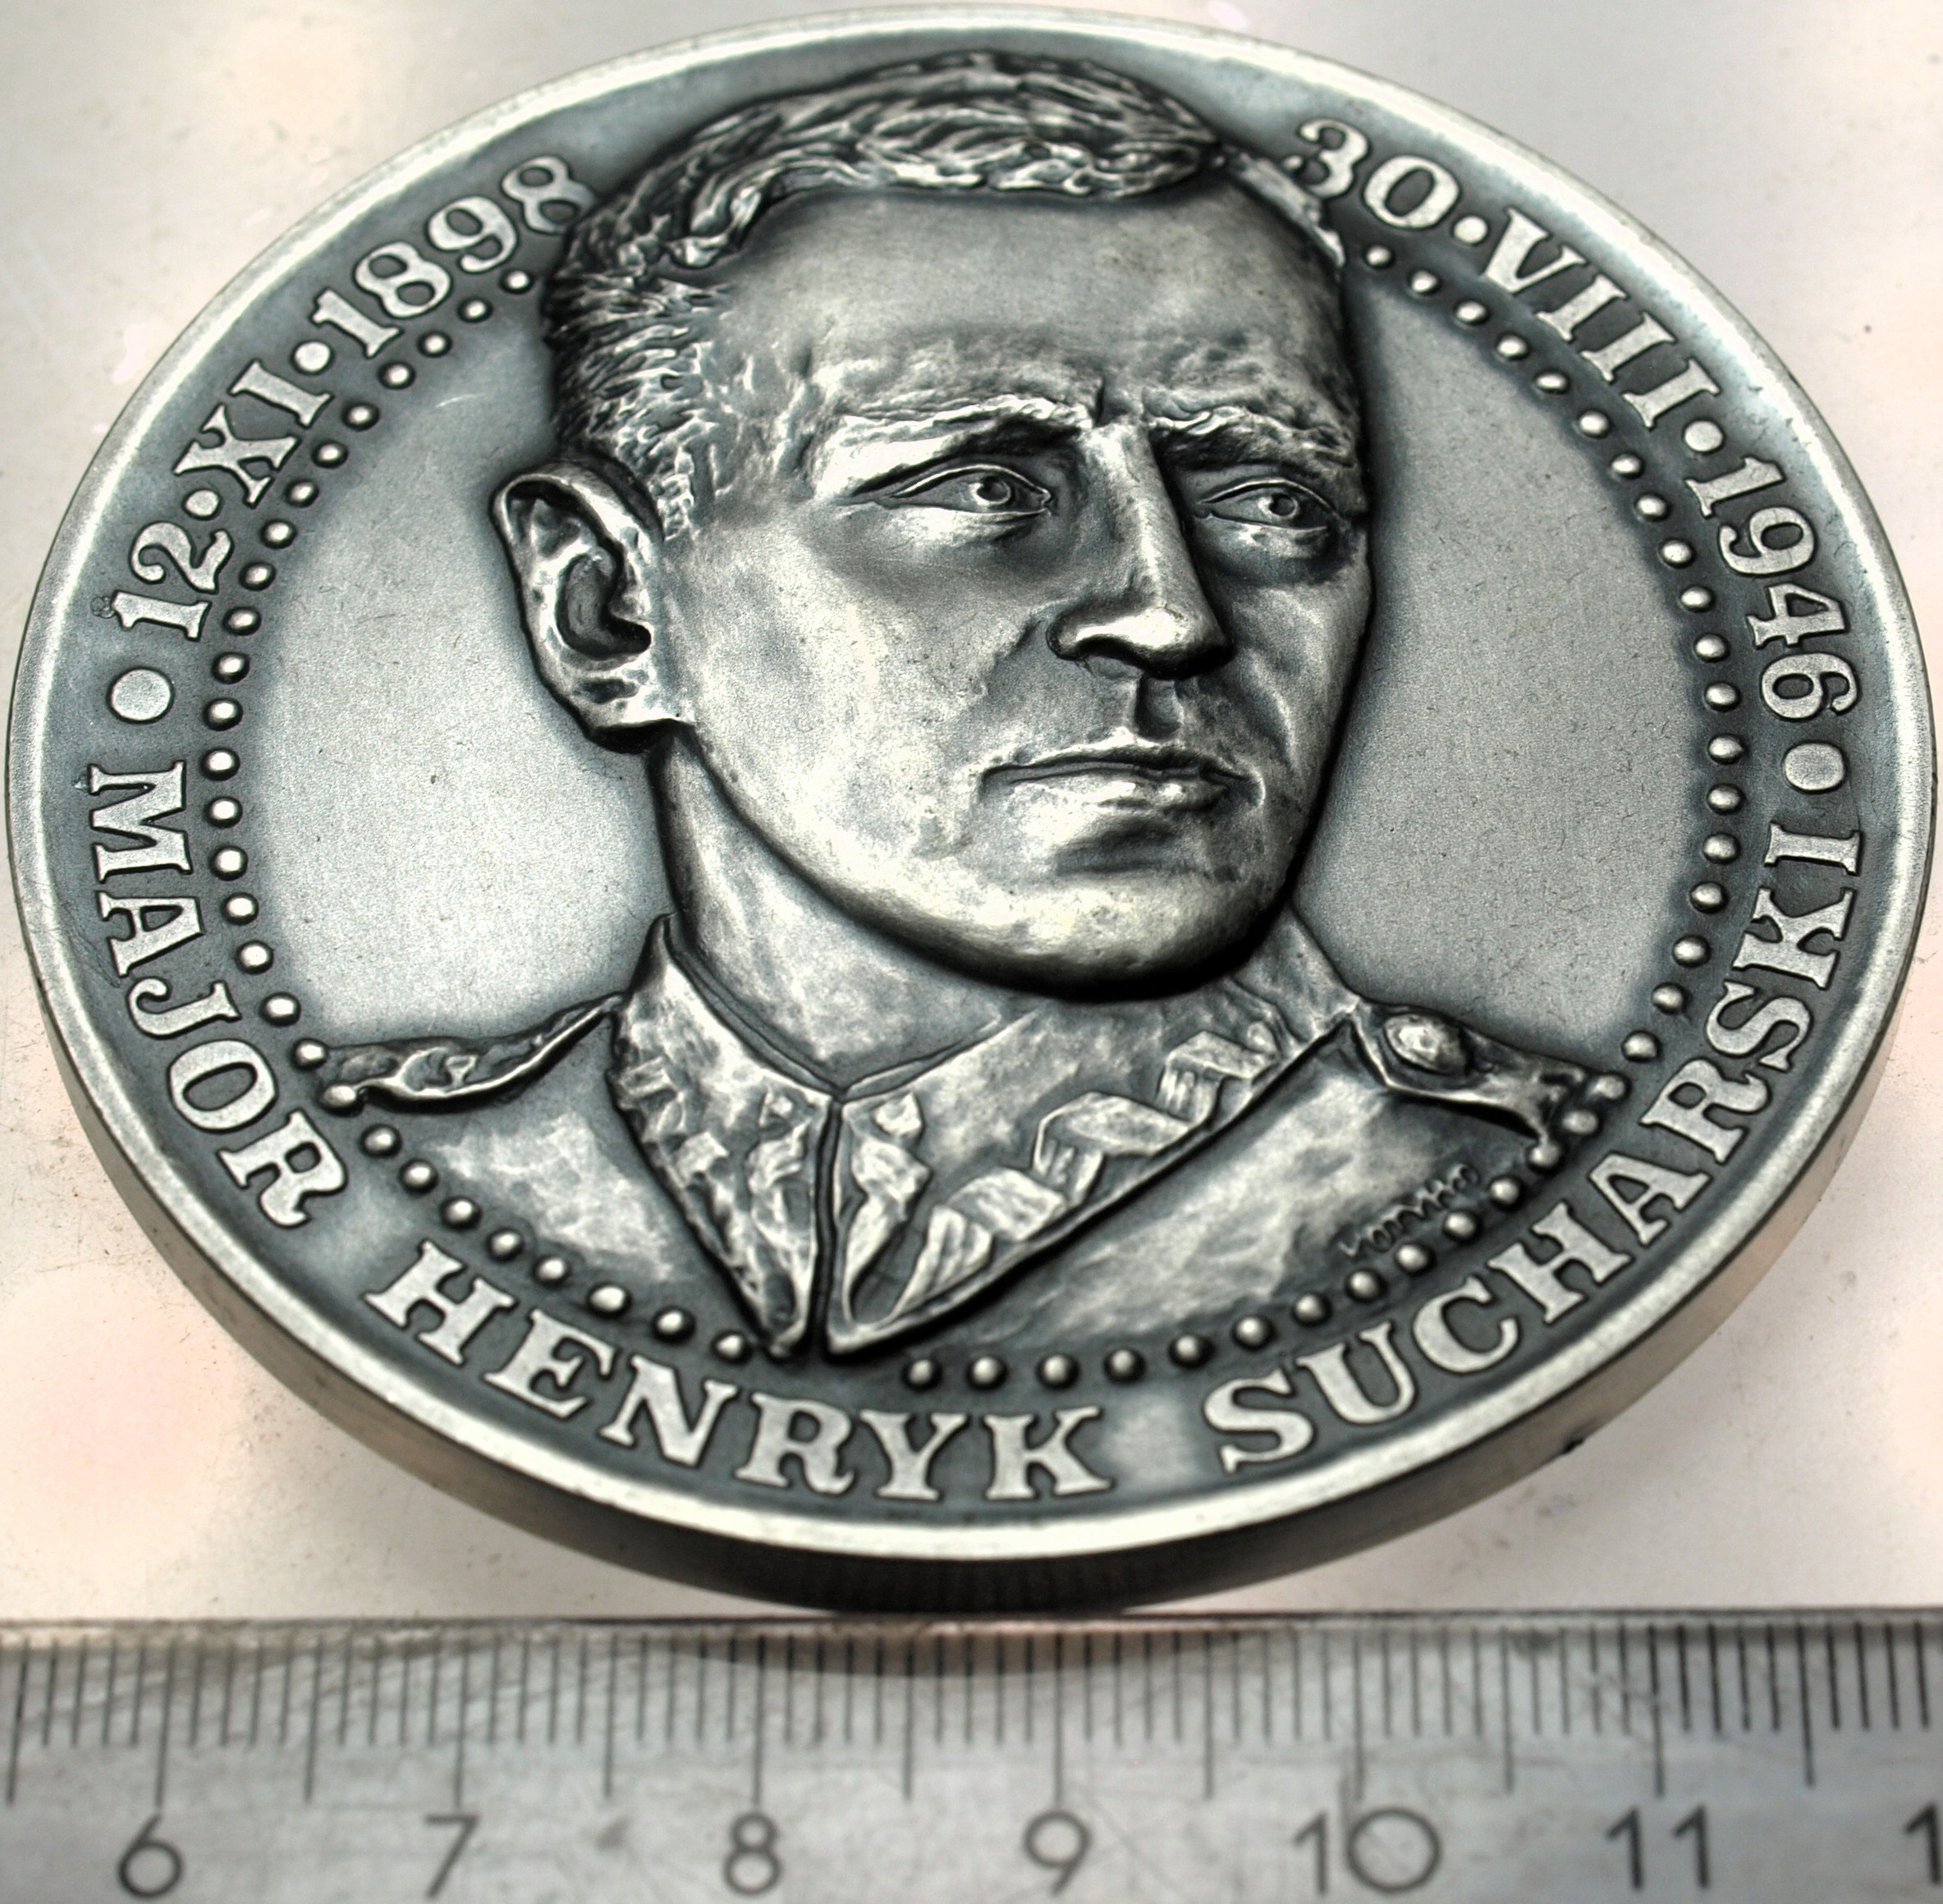 12·XI·1898
30·VIII·1946
MAJOR HENRYK SUCHARSKI
6 7 8 9 10 11